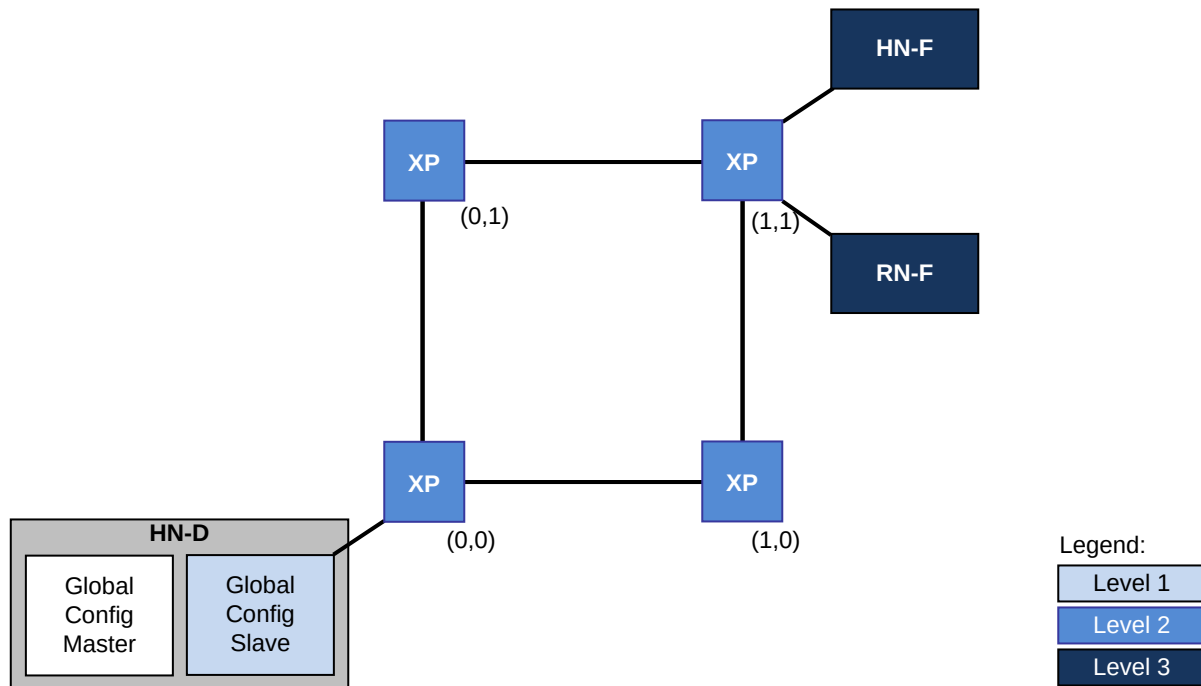 HN-F
XP
XP
(0,1)
(1,1)
RN-F
XP
XP
(0,0)
(1,0)
HN-D
Global
Config
Master
Global
Config
Slave
Legend:
Level 1
Level 2
Level 3